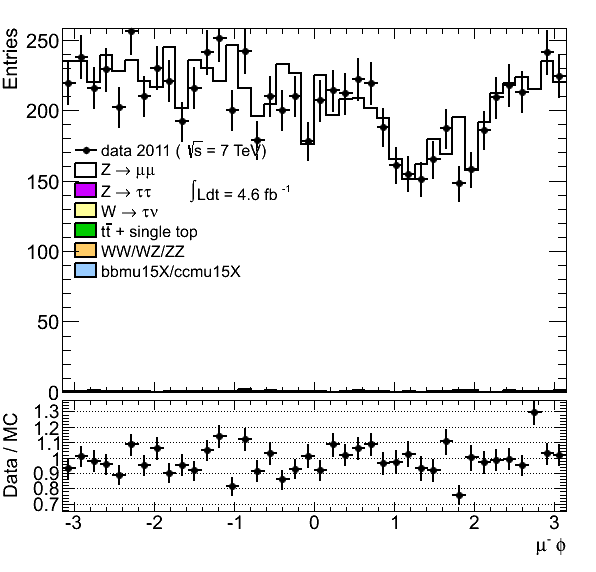 Entries
250
200
150
100
50
0
data 2011 ( √s = 7 TeV)
Z → μμ
Z → ττ
∫Ldt = 4.6 fb⁻¹
W → τν
tt̄ + single top
WW/WZ/ZZ
bbmu15X/ccmu15X
Data / MC
1.3
1.2
1.1
1
0.9
0.8
0.7
-3 -2 -1 0 1 2 3
μ⁻ ϕ